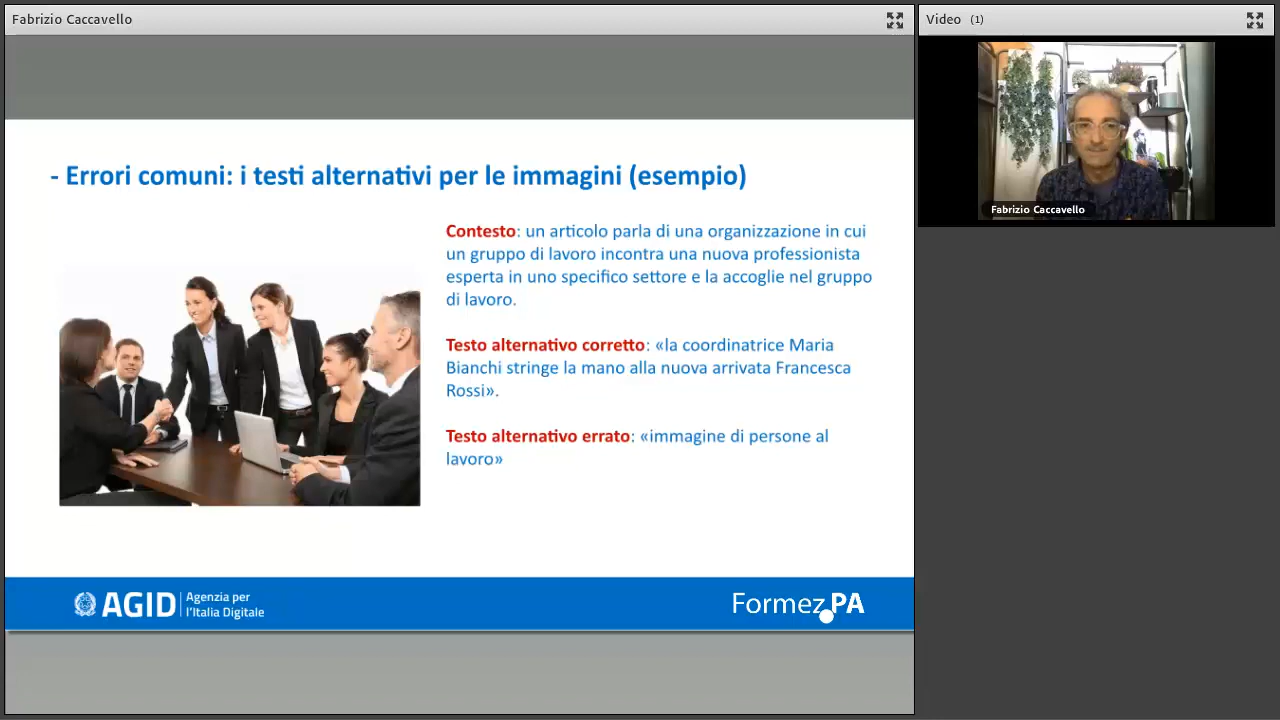 Fabrizio Caccavello
Video (1)
- Errori comuni: i testi alternativi per le immagini (esempio)
Contesto: un articolo parla di una organizzazione in cui
un gruppo di lavoro incontra una nuova professionista
esperta in uno specifico settore e la accoglie nel gruppo
di lavoro.
Testo alternativo corretto: «la coordinatrice Maria
Bianchi stringe la mano alla nuova arrivata Francesca
Rossi».
Testo alternativo errato: «immagine di persone al
lavoro»
AGID
Agenzia per
l'Italia Digitale
Formez.PA
Fabrizio Caccavello